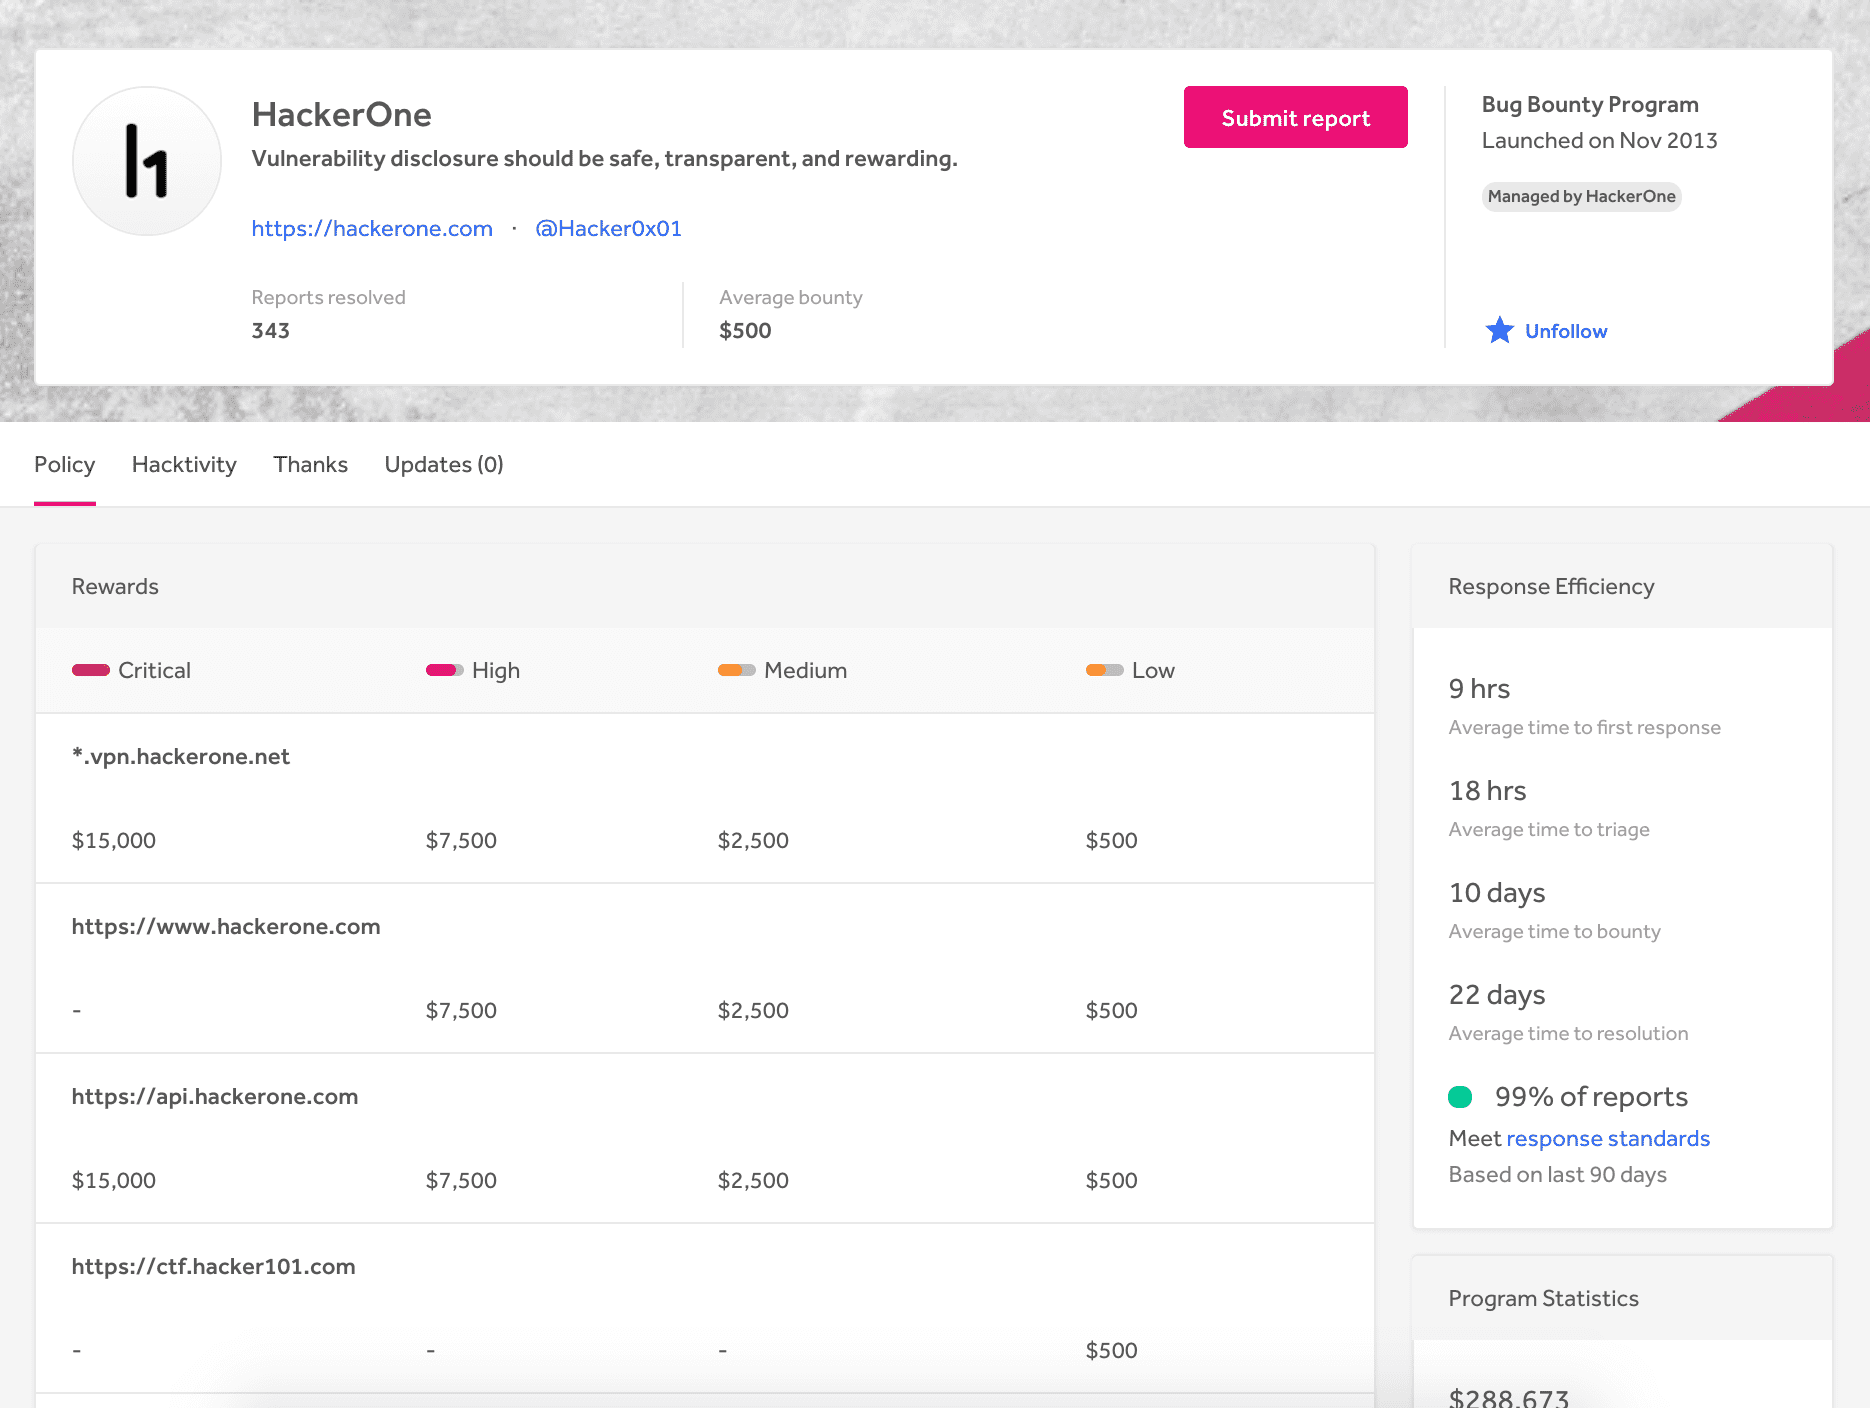 h1
HackerOne
Vulnerability disclosure should be safe, transparent, and rewarding.
https://hackerone.com · @Hacker0x01
Reports resolved
343
Average bounty
$500
Submit report
Bug Bounty Program
Launched on Nov 2013
Managed by HackerOne
Unfollow
Policy Hacktivity Thanks Updates (0)
Rewards
Critical High Medium Low
*.vpn.hackerone.net
$15,000 $7,500 $2,500 $500
https://www.hackerone.com
- $7,500 $2,500 $500
https://api.hackerone.com
$15,000 $7,500 $2,500 $500
https://ctf.hacker101.com
- - - $500
Response Efficiency
9 hrs
Average time to first response
18 hrs
Average time to triage
10 days
Average time to bounty
22 days
Average time to resolution
99% of reports
Meet response standards
Based on last 90 days
Program Statistics
$288,673